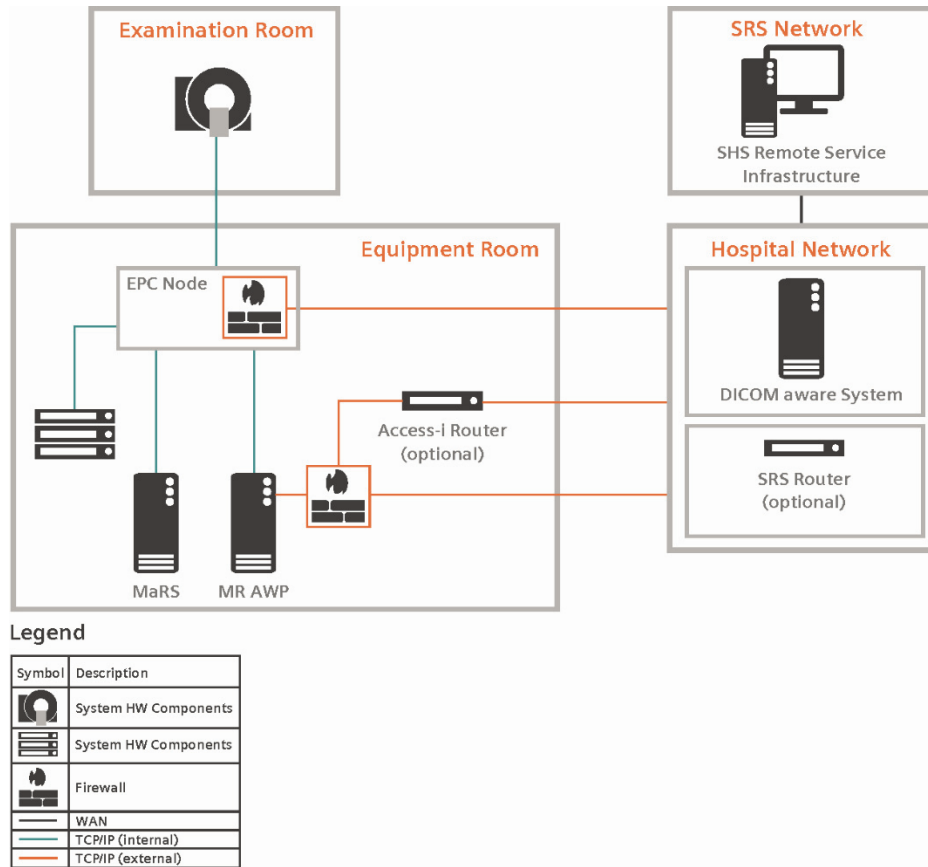 Examination Room
SRS Network
SHS Remote Service
Infrastructure
Equipment Room
Hospital Network
EPC Node
DICOM aware System
Access-i Router
(optional)
SRS Router
(optional)
MaRS
MR AWP
Legend
Symbol Description
System HW Components
System HW Components
Firewall
WAN
TCP/IP (internal)
TCP/IP (external)